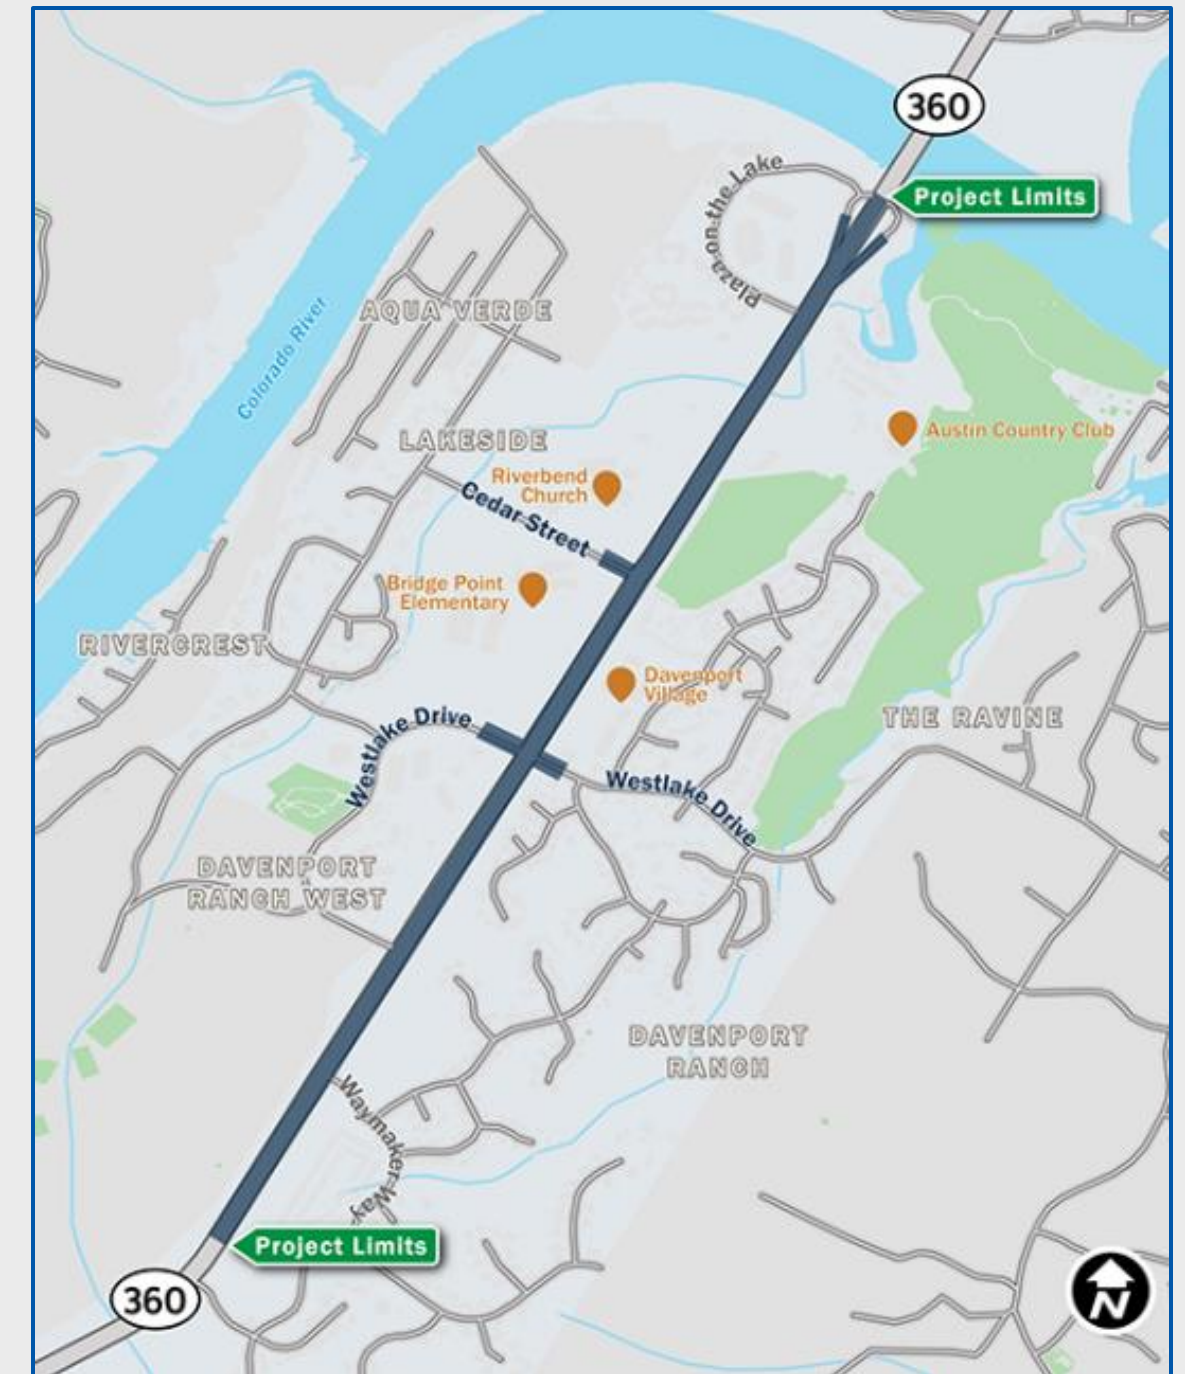 360
Project Limits
Plaza on the Lake
Colorado River
AQUA VERDE
LAKESIDE
Austin Country Club
Riverbend
Church
Cedar Street
Bridge Point
Elementary
RIVERCREST
Davenport
Village
Westlake Drive
THE RAVINE
Westlake Drive
DAVENPORT
RANCH WEST
DAVENPORT
RANCH
Waymaker Way
Project Limits
360
N